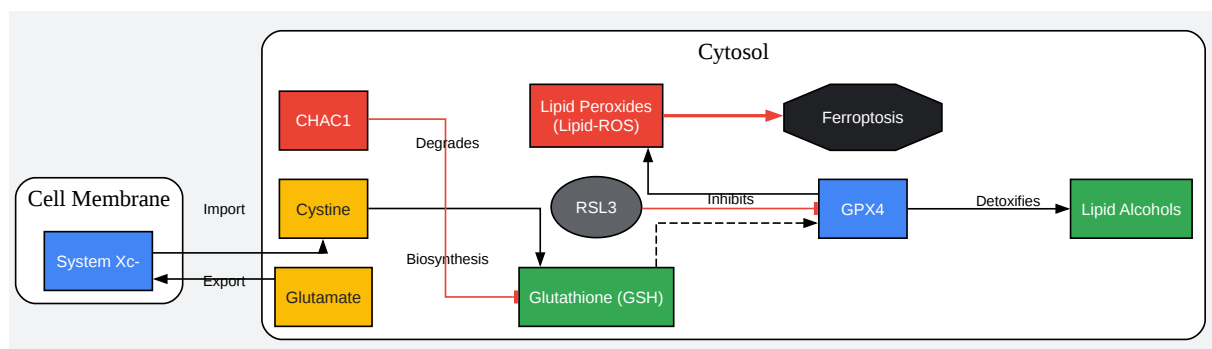 Cytosol
CHAC1
Lipid Peroxides
(Lipid-ROS)
Ferroptosis
Degrades
Cell Membrane
Import
Cystine
RSL3
Inhibits
GPX4
Detoxifies
Lipid Alcohols
System Xc-
Biosynthesis
Export
Glutamate
Glutathione (GSH)